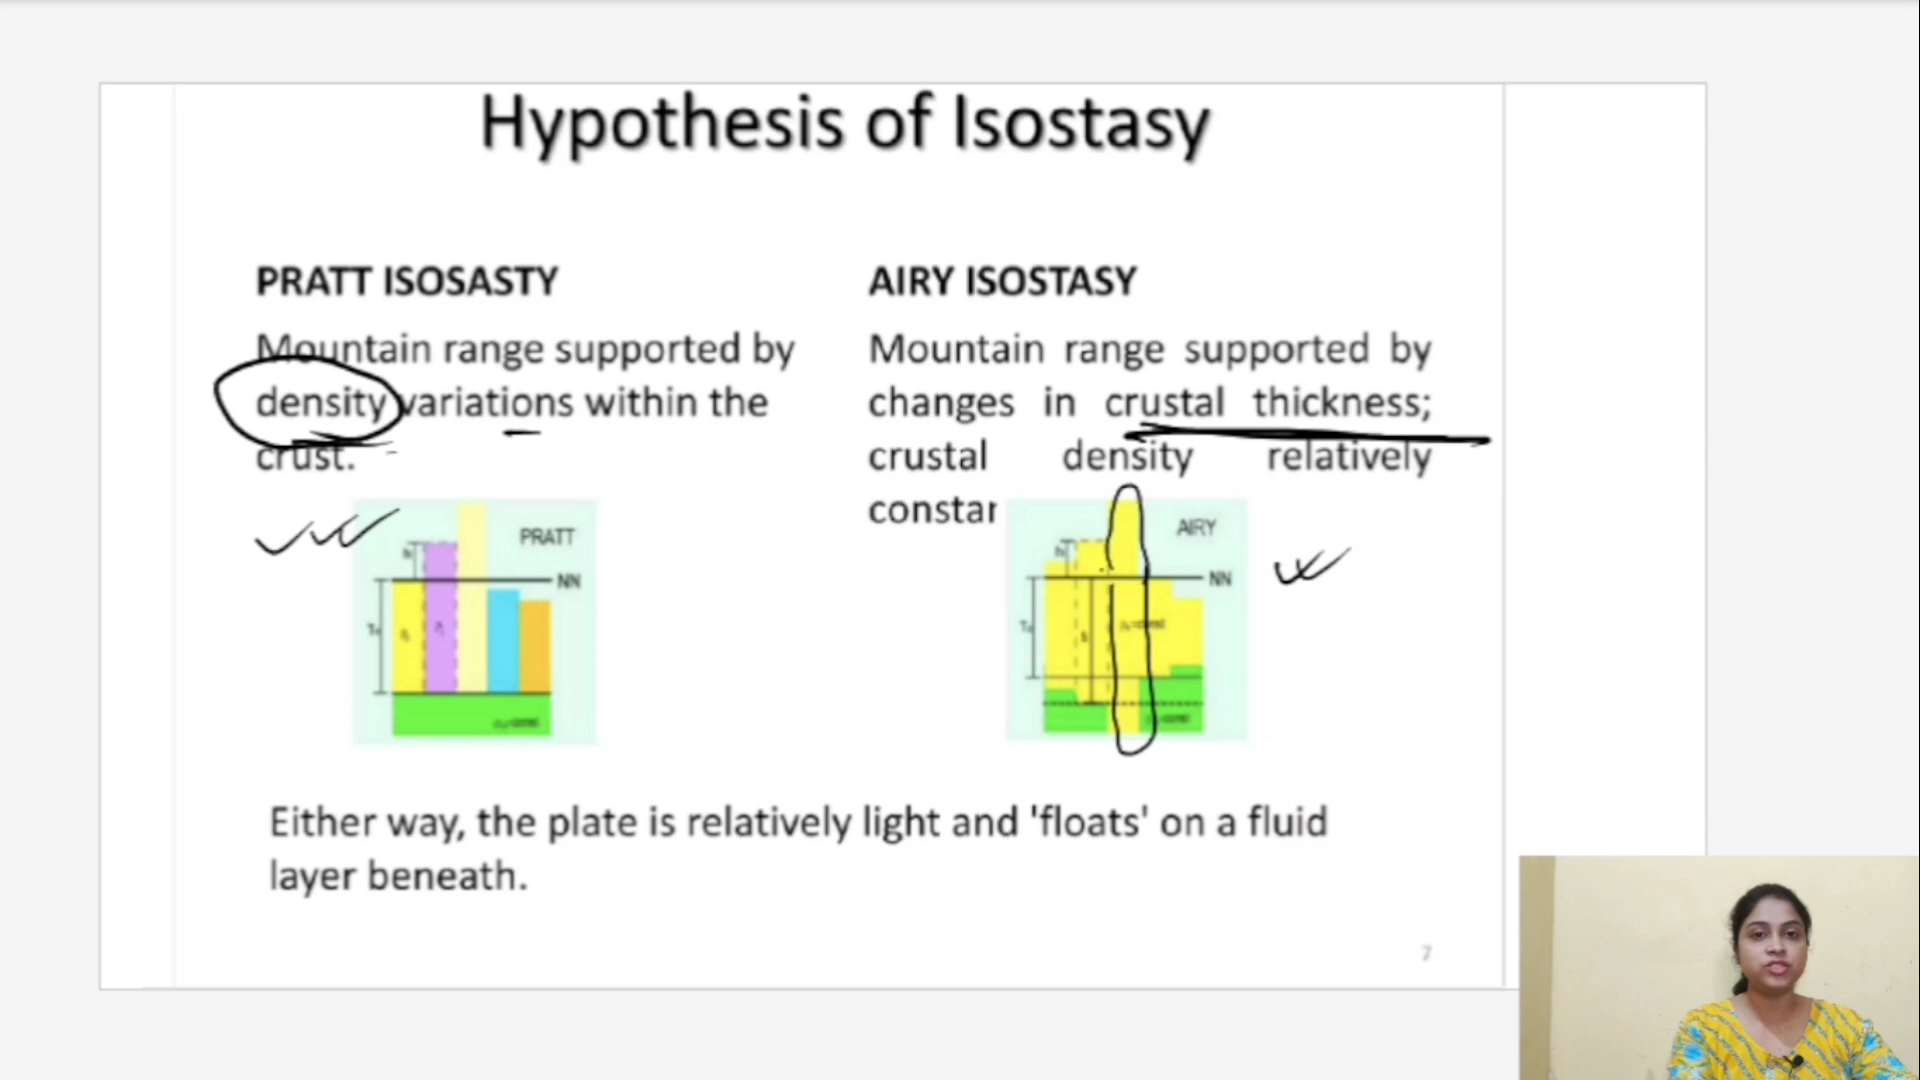 Hypothesis of Isostasy
PRATT ISOSASTY
Mountain range supported by
density variations within the
crust.
AIRY ISOSTASY
Mountain range supported by
changes in crustal thickness;
crustal density relatively
constar
PRATT
NN
AIRY
NN
Either way, the plate is relatively light and 'floats' on a fluid
layer beneath.
7